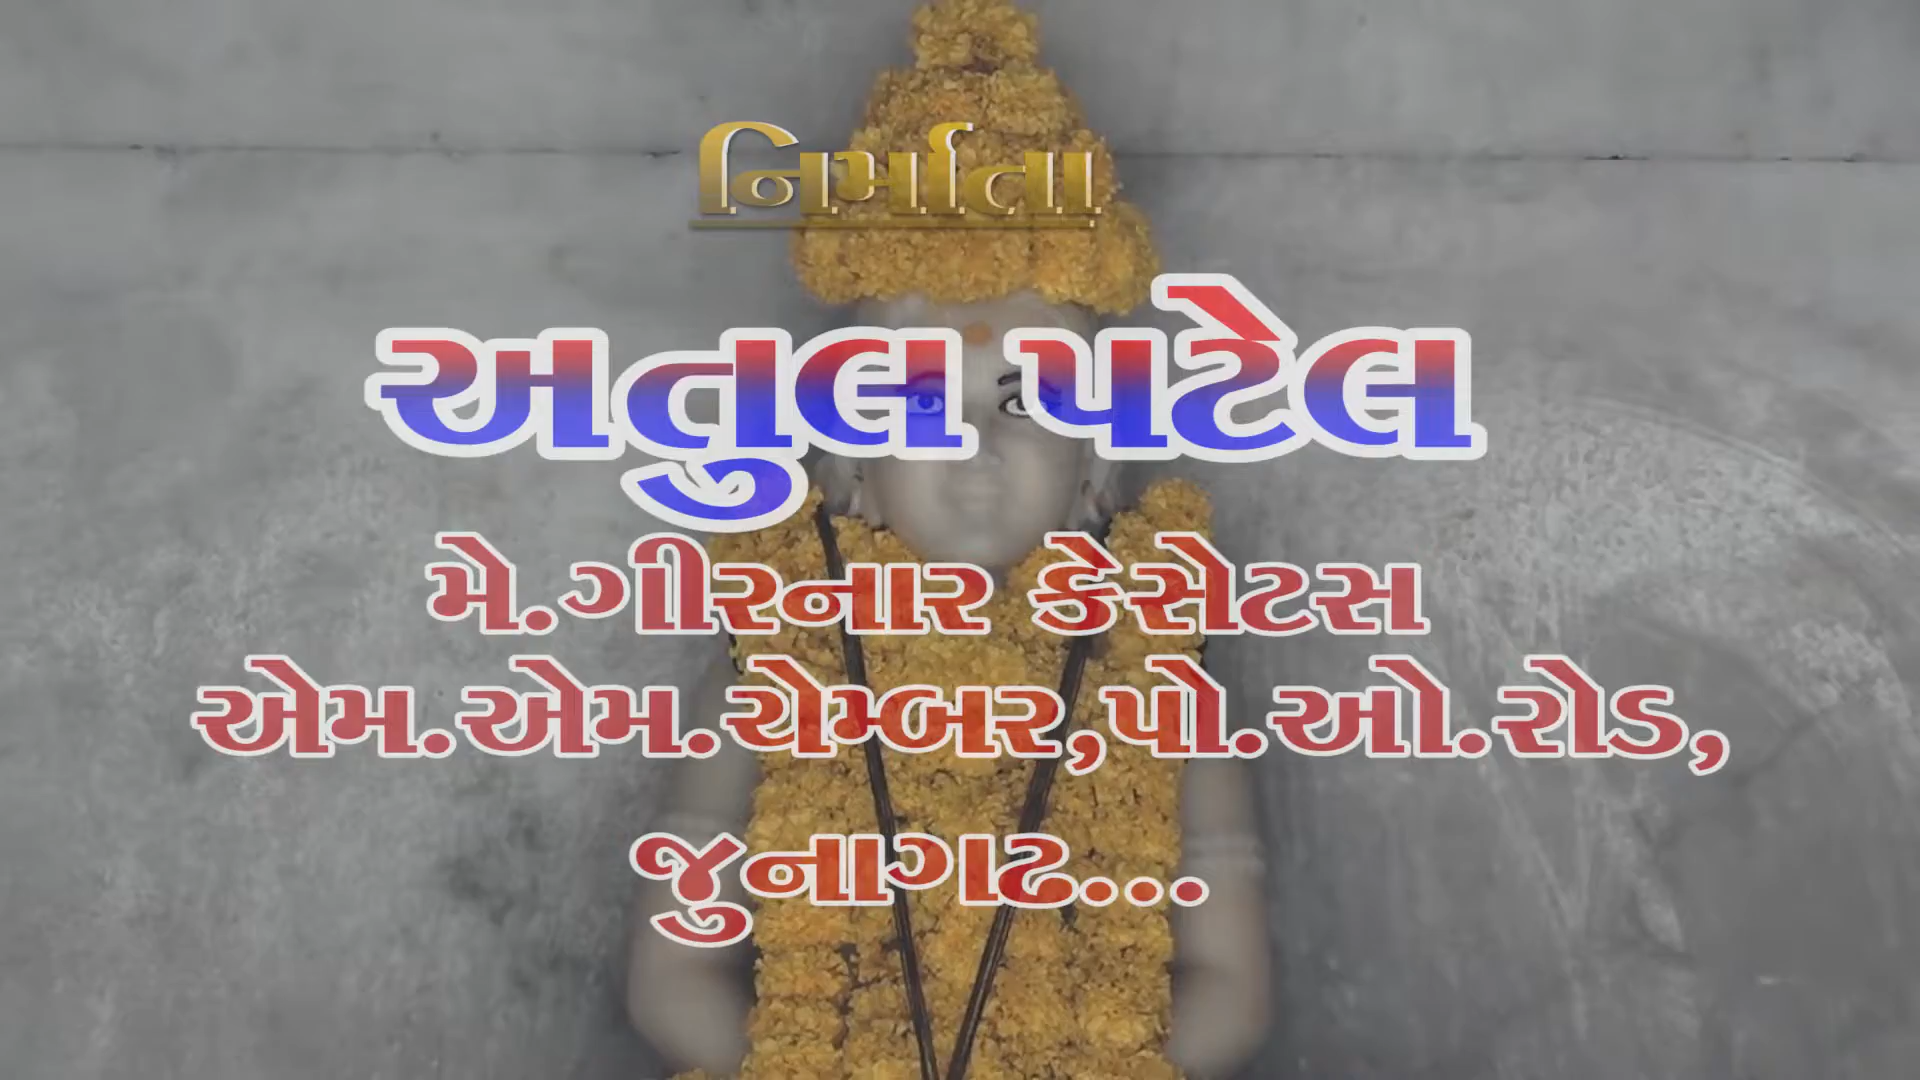 નિર્માતા
અતુલ પટેલ
મે.ગીરનાર કેસેટસ
એમ.એમ.ચેમ્બર,પો.ઓ.રોડ,
જુનાગઢ...